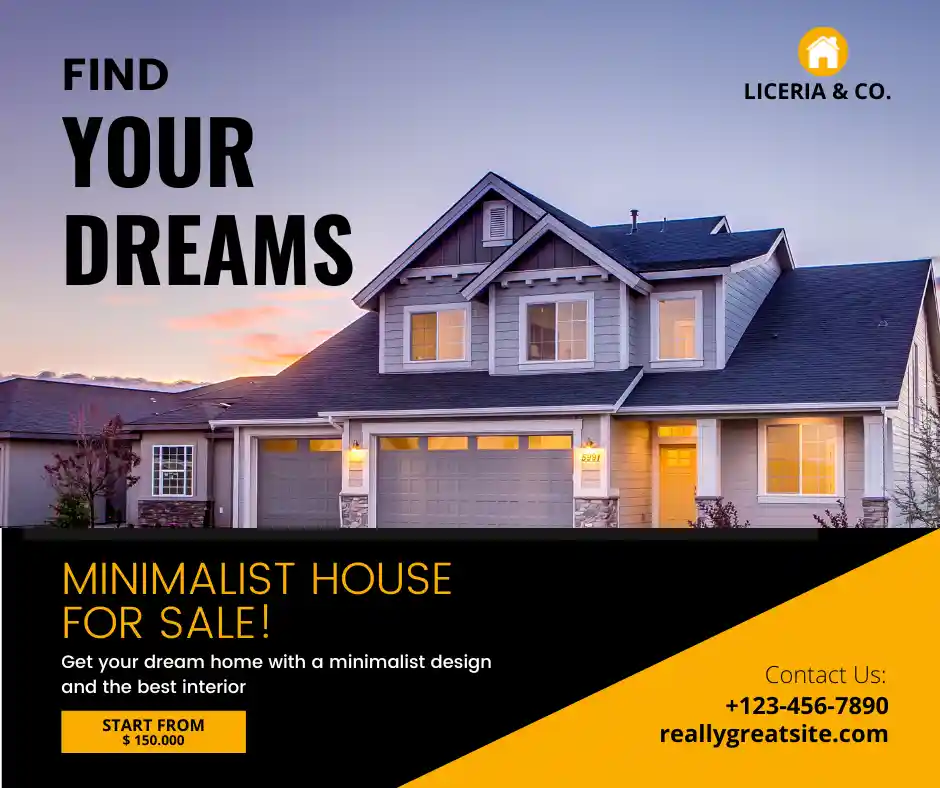 FIND
YOUR
DREAMS
LICERIA & CO.
5991
MINIMALIST HOUSE
FOR SALE!
Get your dream home with a minimalist design
and the best interior
START FROM
$ 150.000
Contact Us:
+123-456-7890
reallygreatsite.com